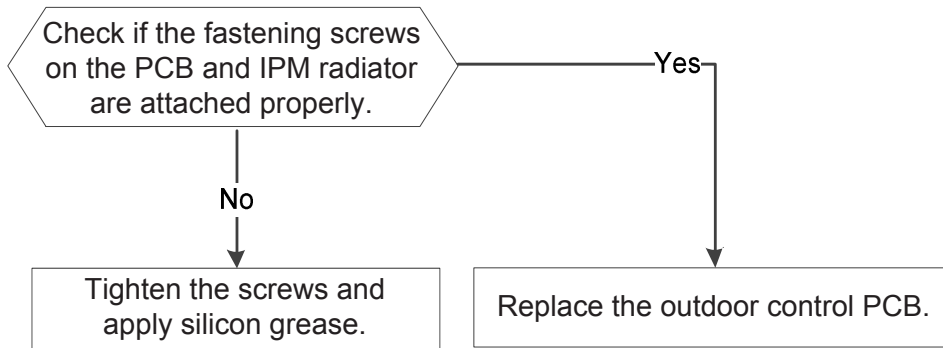 Check if the fastening screws
on the PCB and IPM radiator
are attached properly.
Yes
No
Tighten the screws and
apply silicon grease.
Replace the outdoor control PCB.